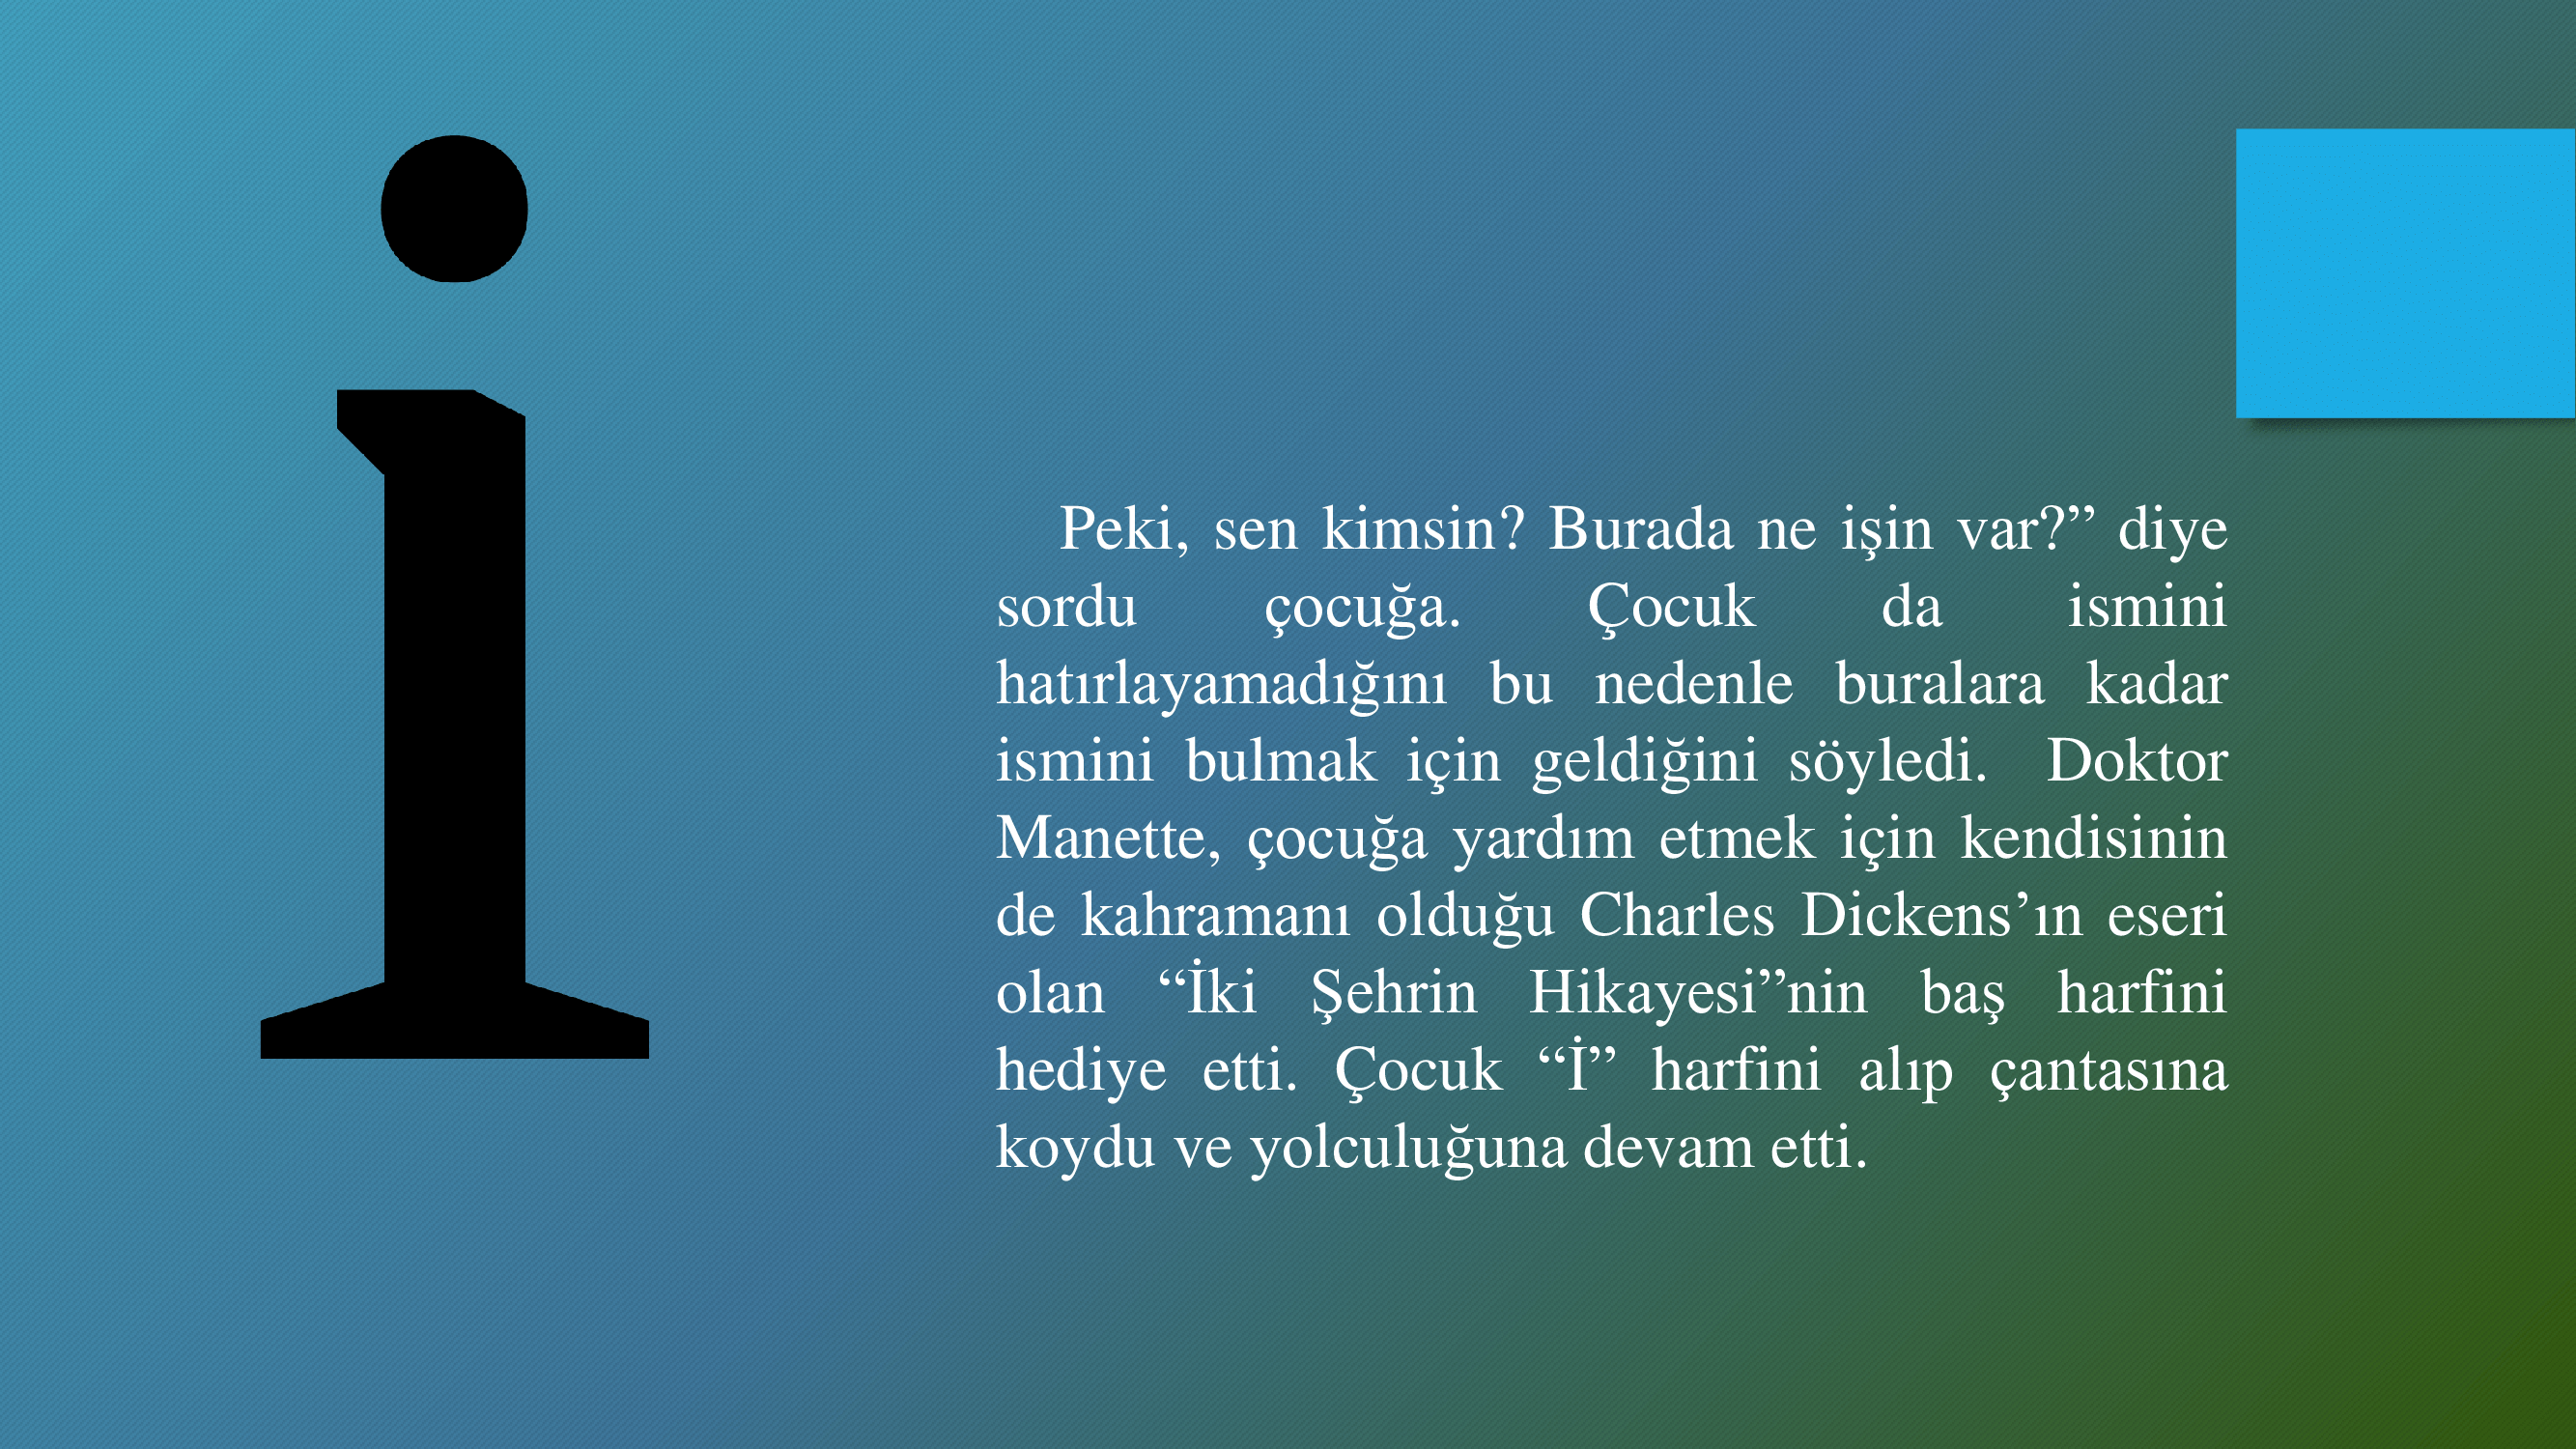 i
Peki, sen kimsin? Burada ne işin var?” diye
sordu çocuğa. Çocuk da ismini
hatırlayamadığını bu nedenle buralara kadar
ismini bulmak için geldiğini söyledi. Doktor
Manette, çocuğa yardım etmek için kendisinin
de kahramanı olduğu Charles Dickens’ın eseri
olan “İki Şehrin Hikayesi”nin baş harfini
hediye etti. Çocuk “İ” harfini alıp çantasına
koydu ve yolculuğuna devam etti.